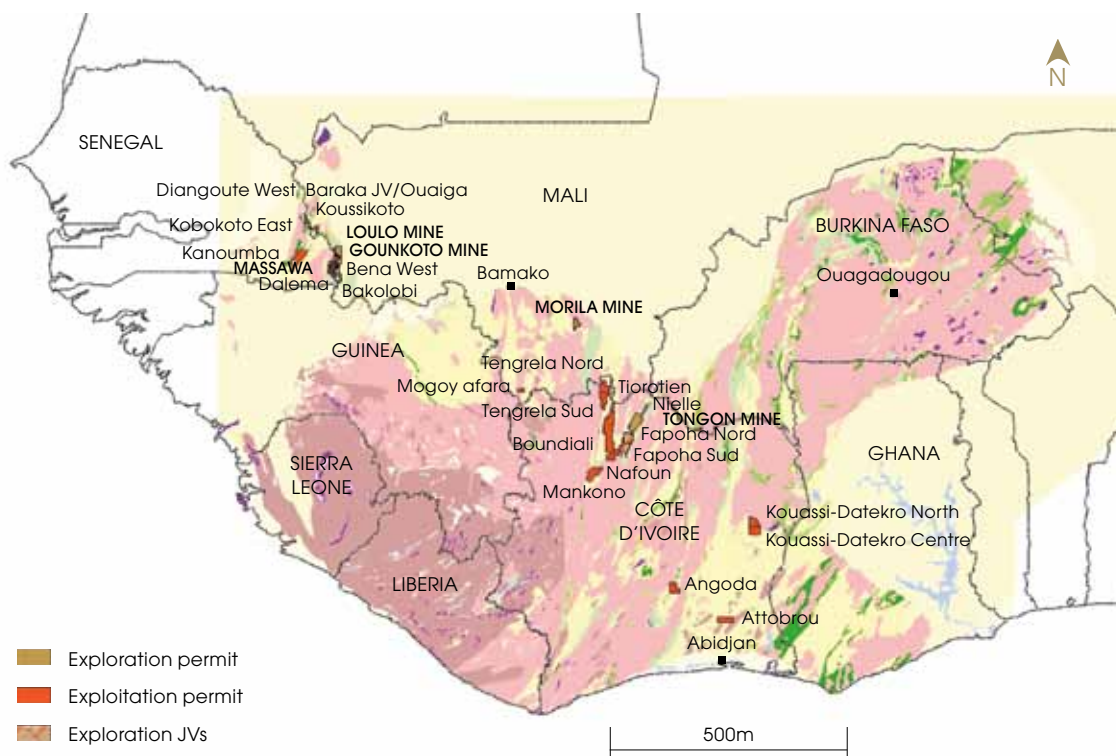 N
SENEGAL
Diangoute West
Baraka JV/Ouaiga
MALI
Koussikoto
Kobokoto East
LOULO MINE
BURKINA FASO
Kanoumba
GOUNKOTO MINE
MASSAWA
Bena West
Dalema
Bakolobi
Bamako
Ouagadougou
MORILA MINE
GUINEA
Tengrela Nord
Mogoy afara
Tiorotien
Nielle
Tengrela Sud
TONGON MINE
Boundiali
Fapoha Nord
Fapoha Sud
GHANA
SIERRA
LEONE
Nafoun
Mankono
CÔTE
D'IVOIRE
Kouassi-Datekro North
Kouassi-Datekro Centre
LIBERIA
Angoda
Attobrou
Abidjan
Exploration permit
Exploitation permit
Exploration JVs
500m